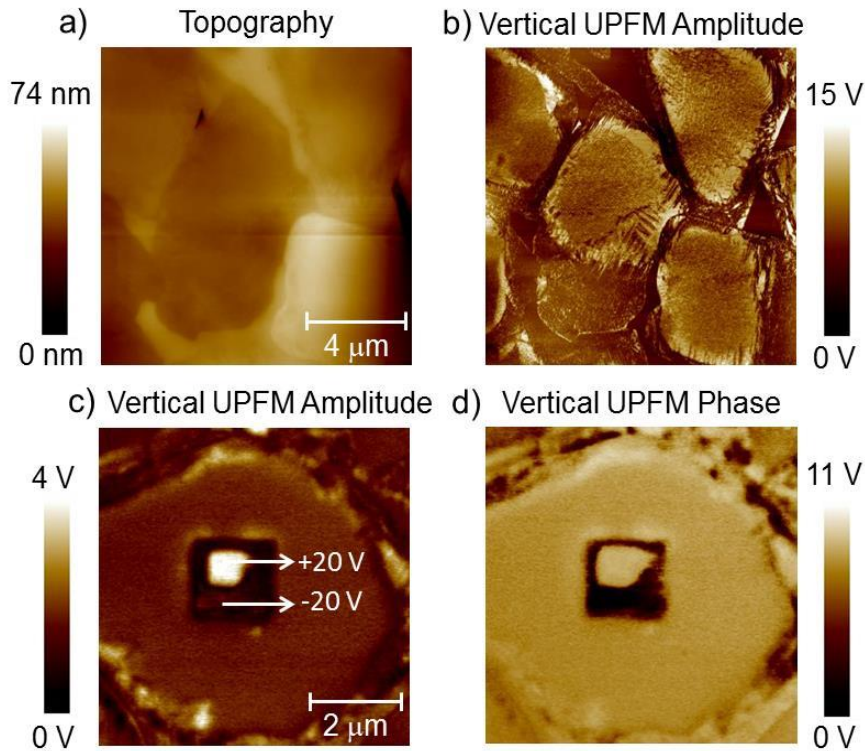 a) Topography
b) Vertical UPFM Amplitude
74 nm
0 nm
4 μm
15 V
0 V
c) Vertical UPFM Amplitude
d) Vertical UPFM Phase
4 V
0 V
+20 V
-20 V
2 μm
11 V
0 V